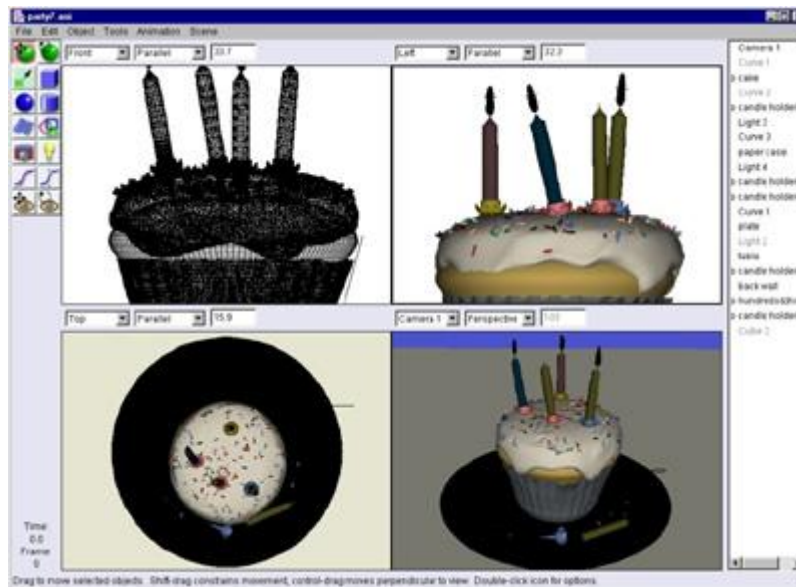 party7.ani
File Edit Object Tools Animation Scene
Front Parallel 33.7
Left Parallel 32.3
Camera 1
Curve 1
cake
Curve 2
candle holder
Light 3
Curve 3
paper case
Light 4
candle holder
candle holder
Curve 1
plate
Light 2
candle holder
back wall
candle holder
Cube 2
Top Parallel 15.9
Camera 1 Perspective 100
Time:
0.0
Frame:
0
Drag to move selected objects. Shift-drag constrains movement, control-drag moves perpendicular to view. Double-click icon for options.